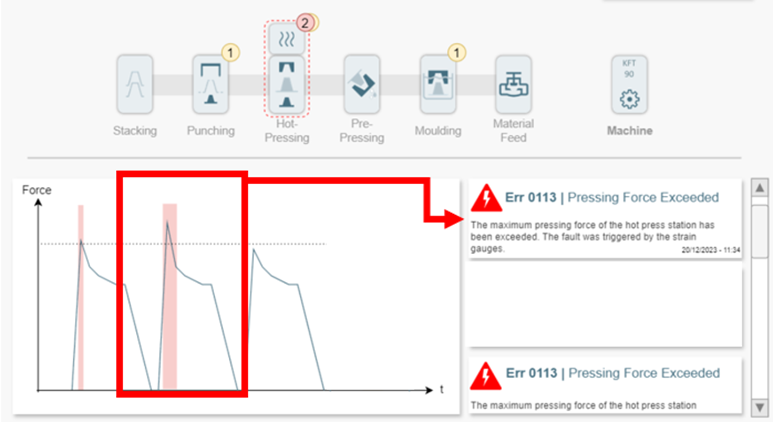 2
1
1
KFT
90
Stacking
Punching
Hot-
Pressing
Pre-
Pressing
Moulding
Material
Feed
Machine
Force
t
Err 0113 | Pressing Force Exceeded
The maximum pressing force of the hot press station has
been exceeded. The fault was triggered by the strain
gauges.
20/12/2023 - 11:34
Err 0113 | Pressing Force Exceeded
The maximum pressing force of the hot press station